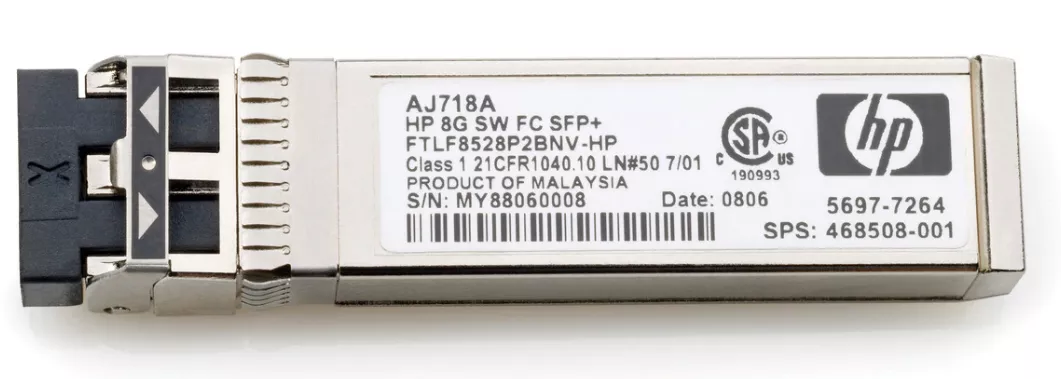 X
AJ718A
HP 8G SW FC SFP+
FTLF8528P2BNV-HP
Class 1 21CFR1040.10 LN#50 7/01
PRODUCT OF MALAYSIA
S/N: MY88060008 Date: 0806
SA
C US
190993
hp
5697-7264
SPS: 468508-001